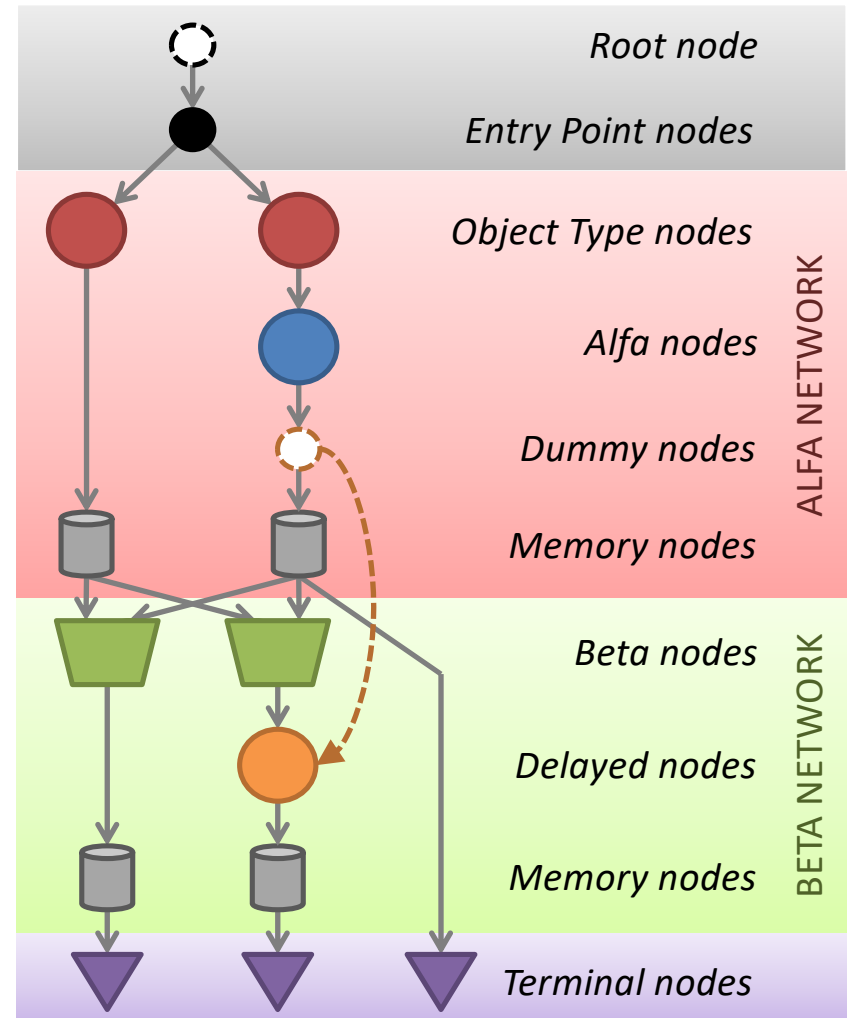 Root node
Entry Point nodes
Object Type nodes
Alfa nodes
Dummy nodes
Memory nodes
ALFA NETWORK
Beta nodes
Delayed nodes
Memory nodes
BETA NETWORK
Terminal nodes